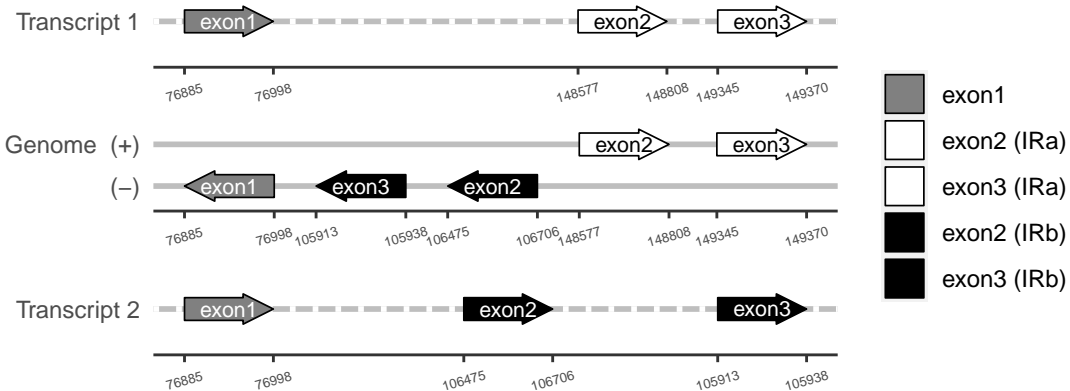 Transcript 1 exon1 exon2 exon3
76885 76998 148577 148808 149345 149370
Genome (+) exon2 exon3
(–) exon1 exon3 exon2
76885 76998 105913 105938 106475 106706 148577 148808 149345 149370
Transcript 2 exon1 exon2 exon3
76885 76998 106475 106706 105913 105938
exon1
exon2 (IRa)
exon3 (IRa)
exon2 (IRb)
exon3 (IRb)